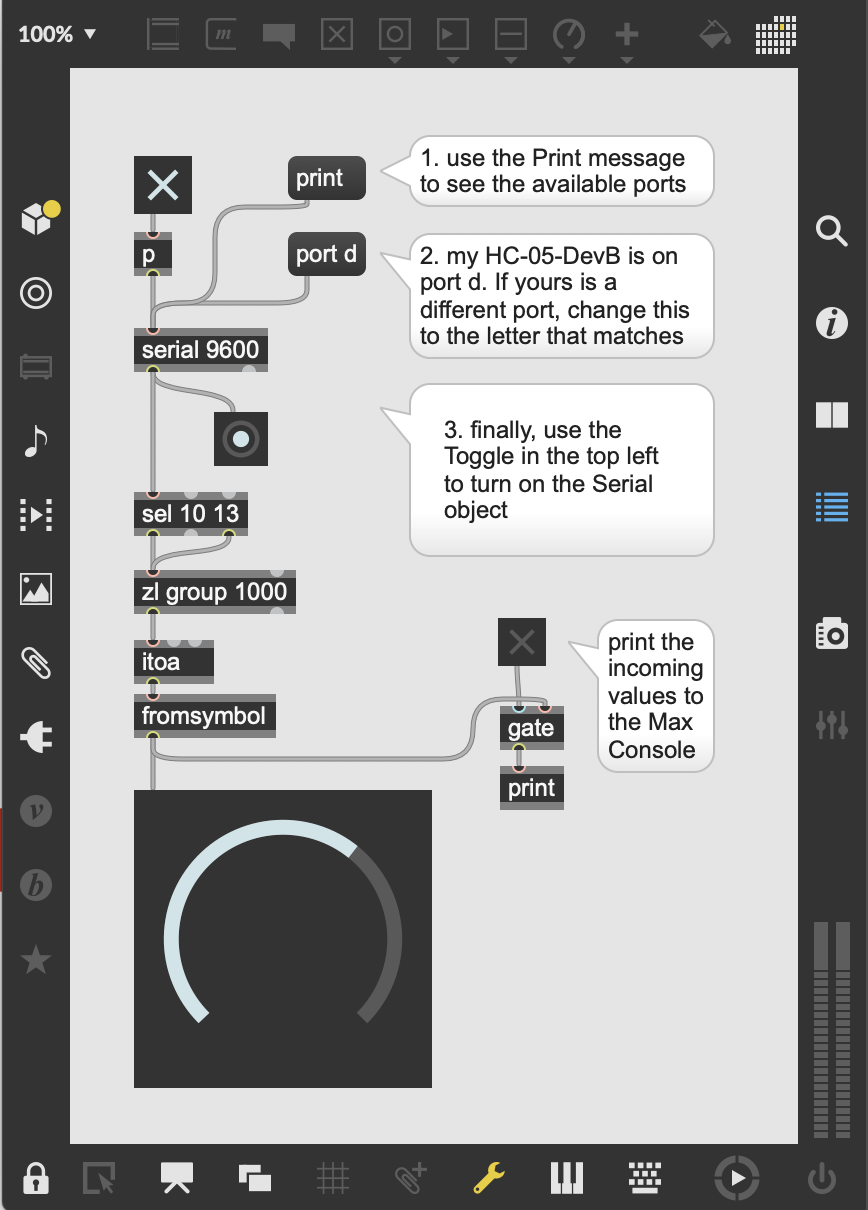 100%
m
print
1. use the Print message
to see the available ports
p
port d
2. my HC-05-DevB is on
port d. If yours is a
different port, change this
to the letter that matches
serial 9600
3. finally, use the
Toggle in the top left
to turn on the Serial
object
sel 10 13
zl group 1000
itoa
fromsymbol
print the
incoming
values to
the Max
Console
gate
print
i
v
b